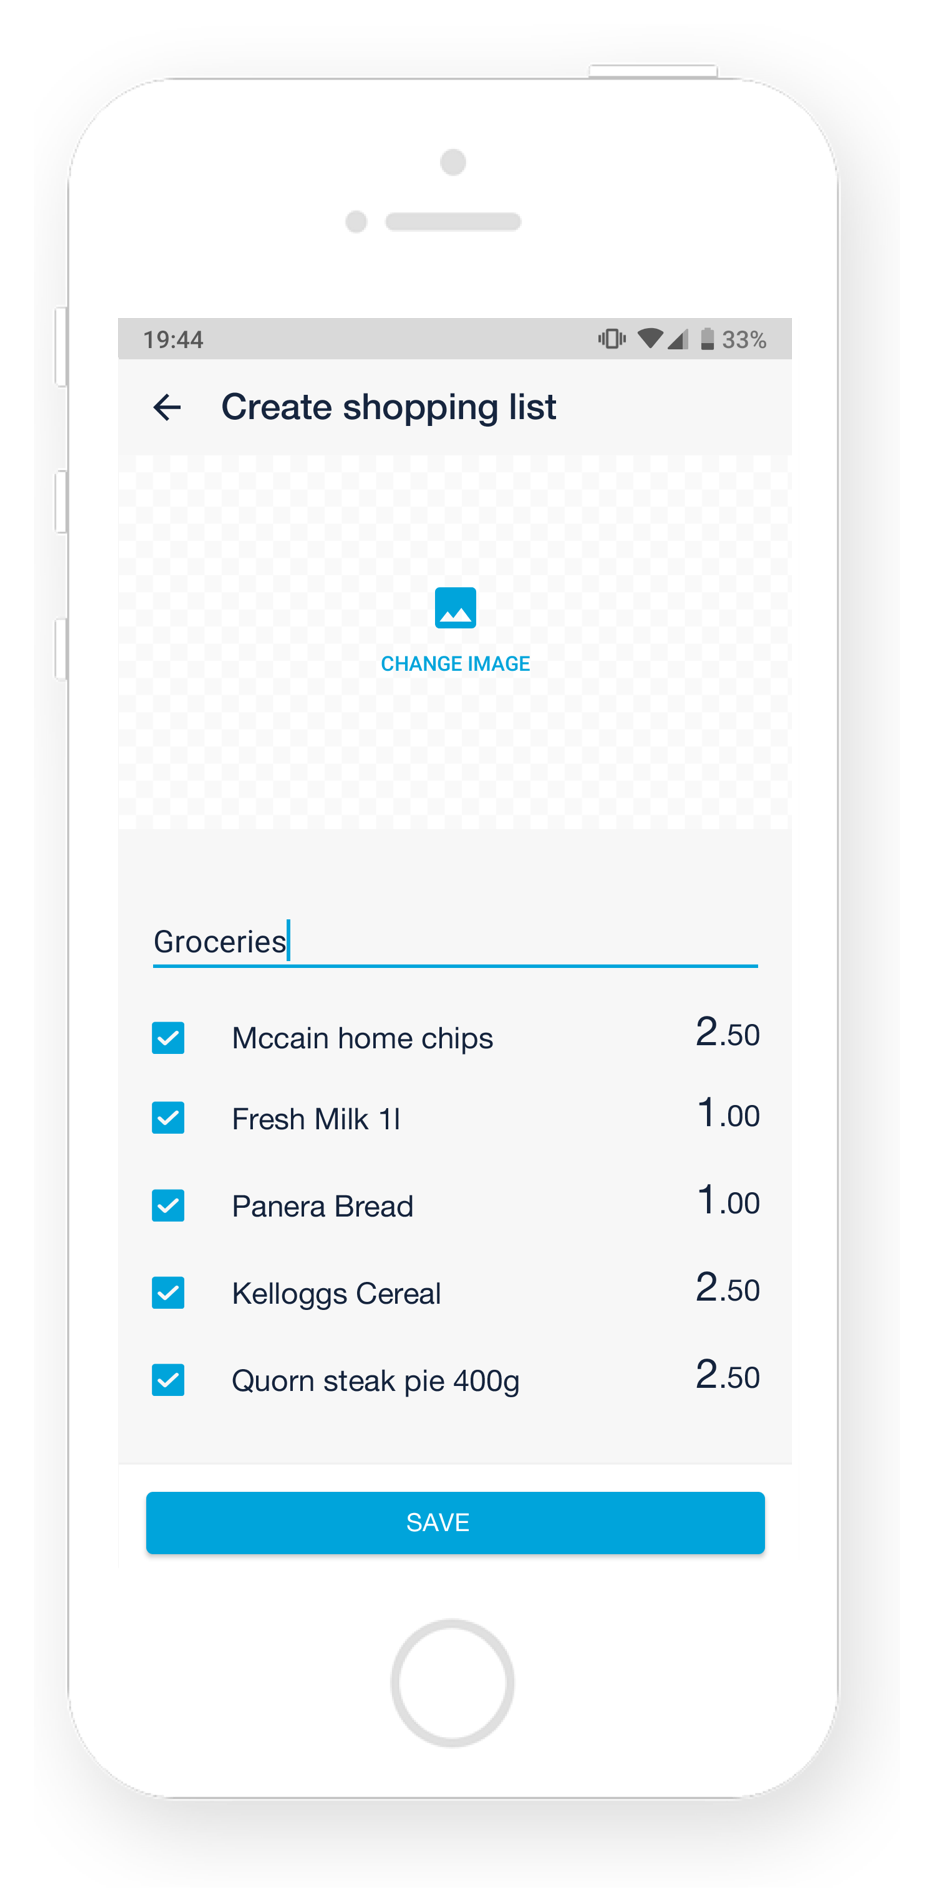 19:44 33%
Create shopping list
CHANGE IMAGE
Groceries
Mccain home chips 2.50
Fresh Milk 1l 1.00
Panera Bread 1.00
Kelloggs Cereal 2.50
Quorn steak pie 400g 2.50
SAVE